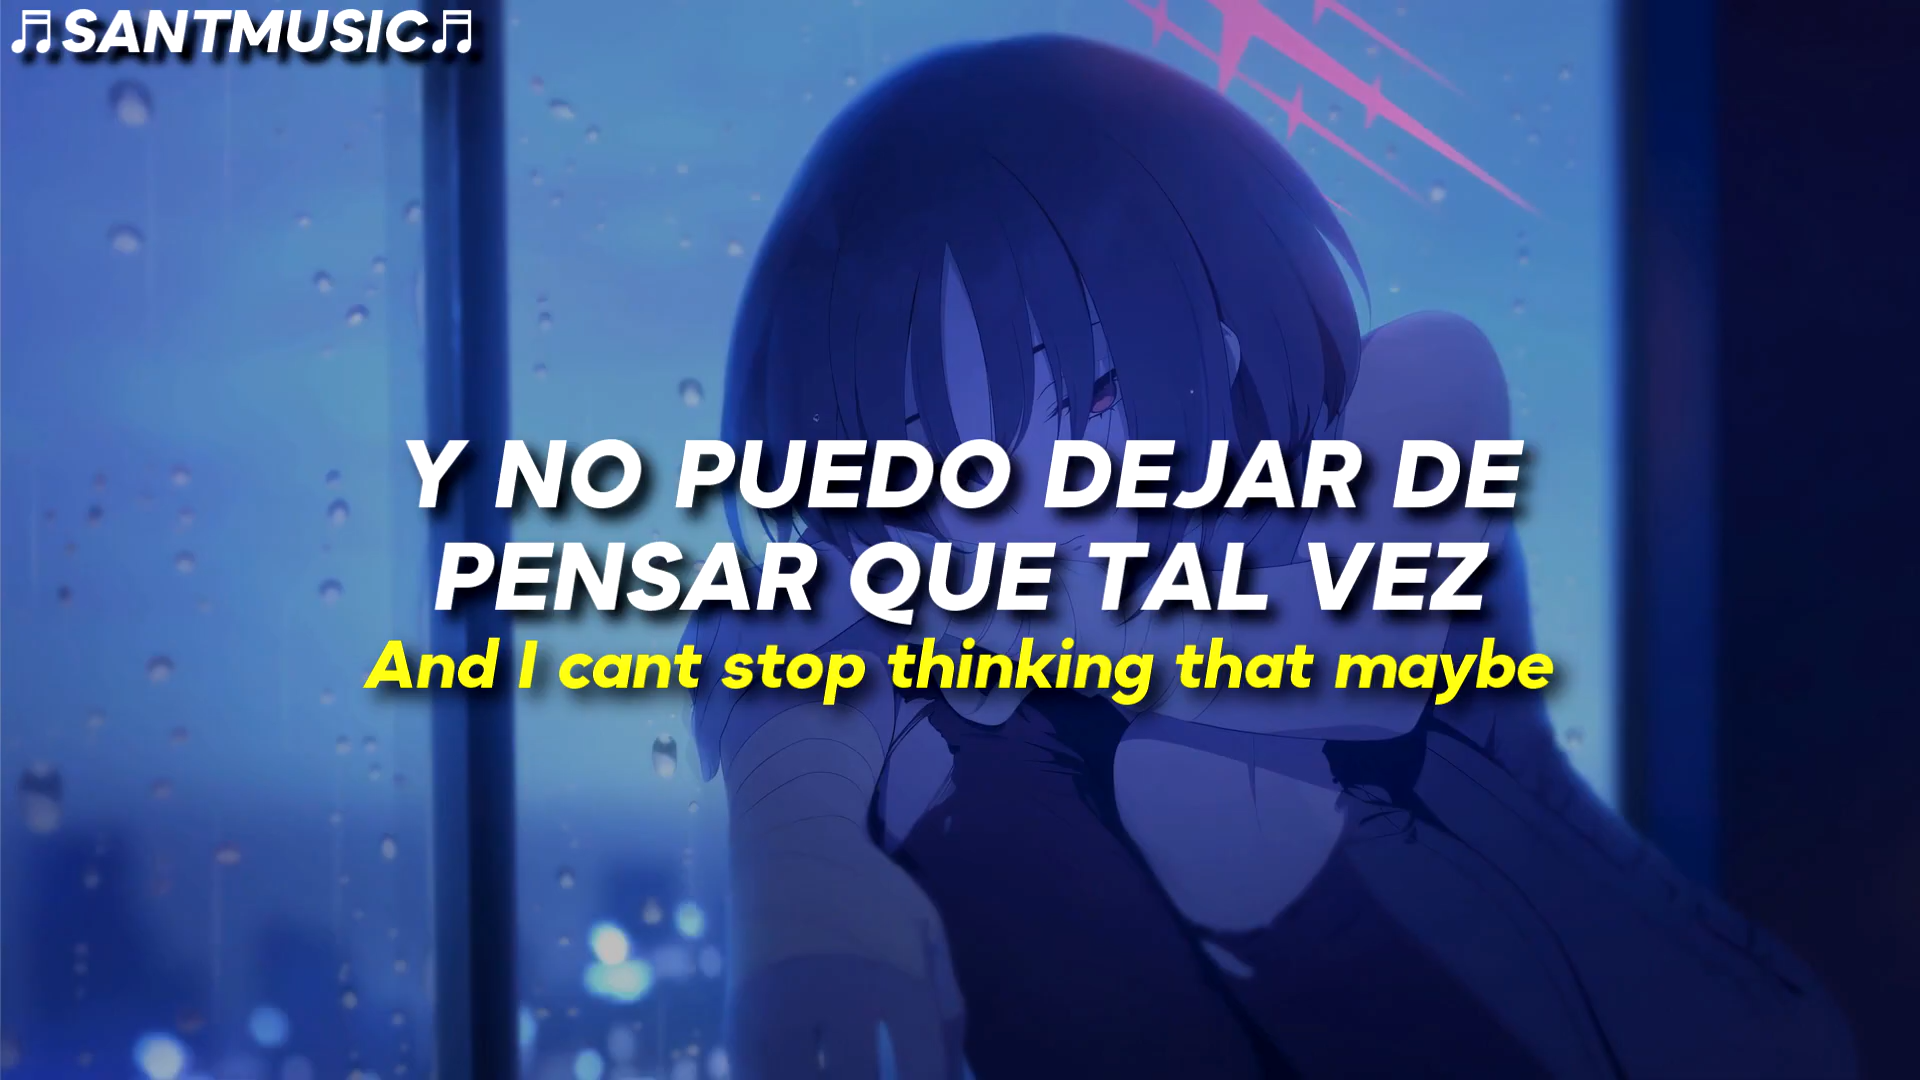 ♬SANTMUSIC♬
Y NO PUEDO DEJAR DE
PENSAR QUE TAL VEZ
And I cant stop thinking that maybe